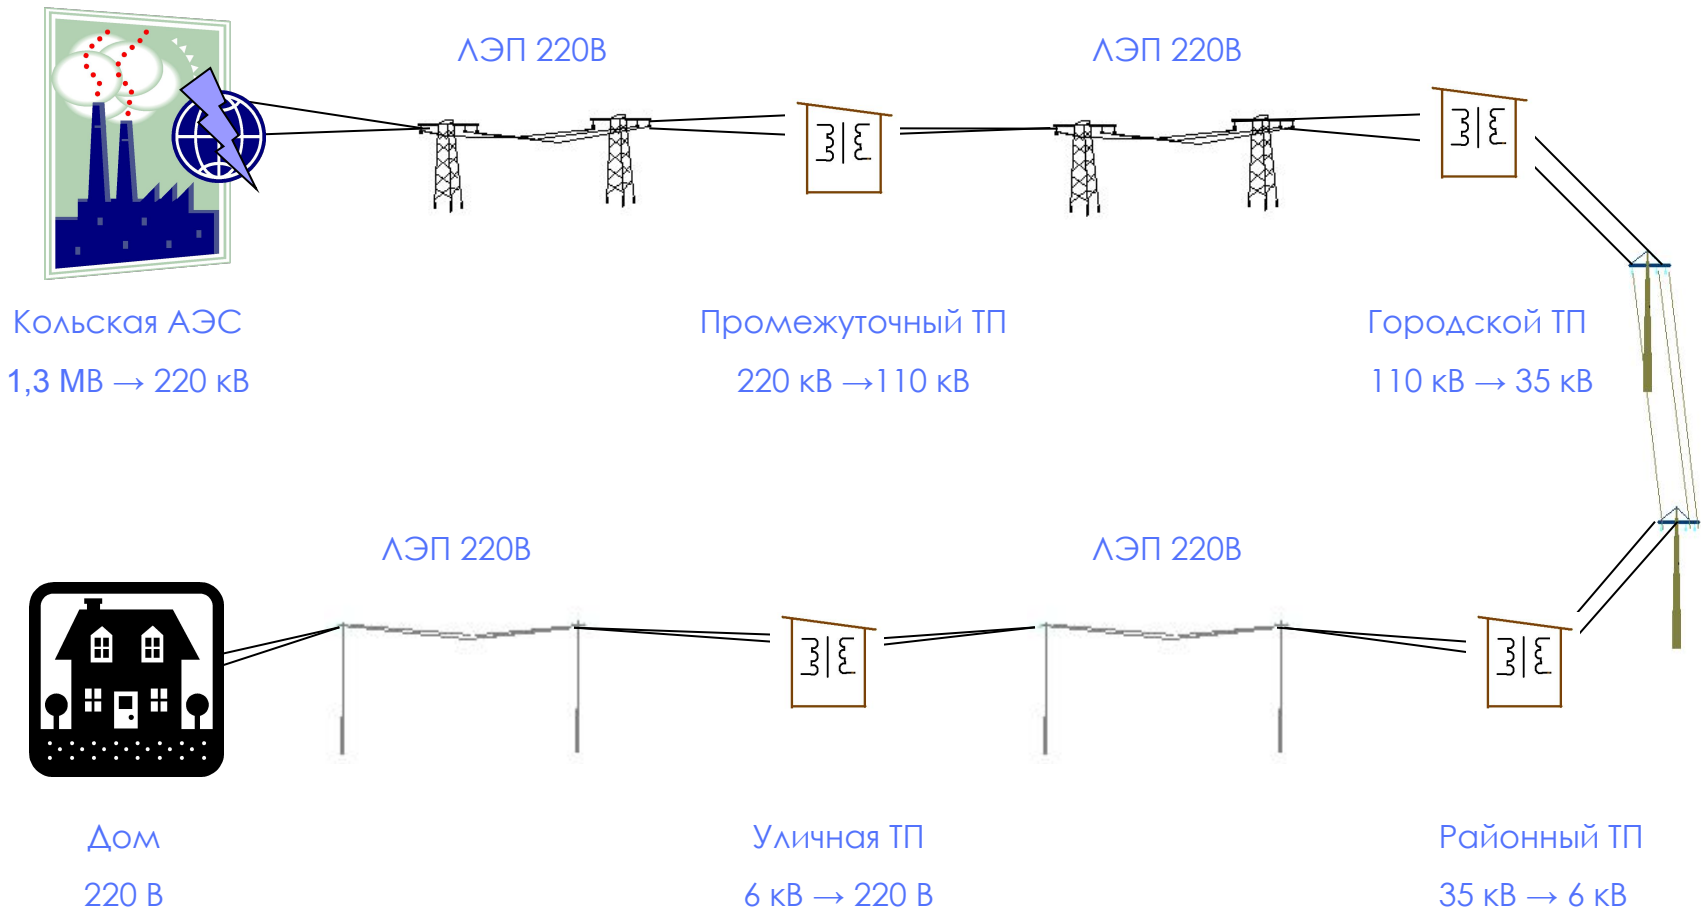 ЛЭП 220В
ЛЭП 220В
Кольская АЭС
1,3 МВ → 220 кВ
Промежуточный ТП
220 кВ →110 кВ
Городской ТП
110 кВ → 35 кВ
ЛЭП 220В
ЛЭП 220В
Дом
220 В
Уличная ТП
6 кВ → 220 В
Районный ТП
35 кВ → 6 кВ